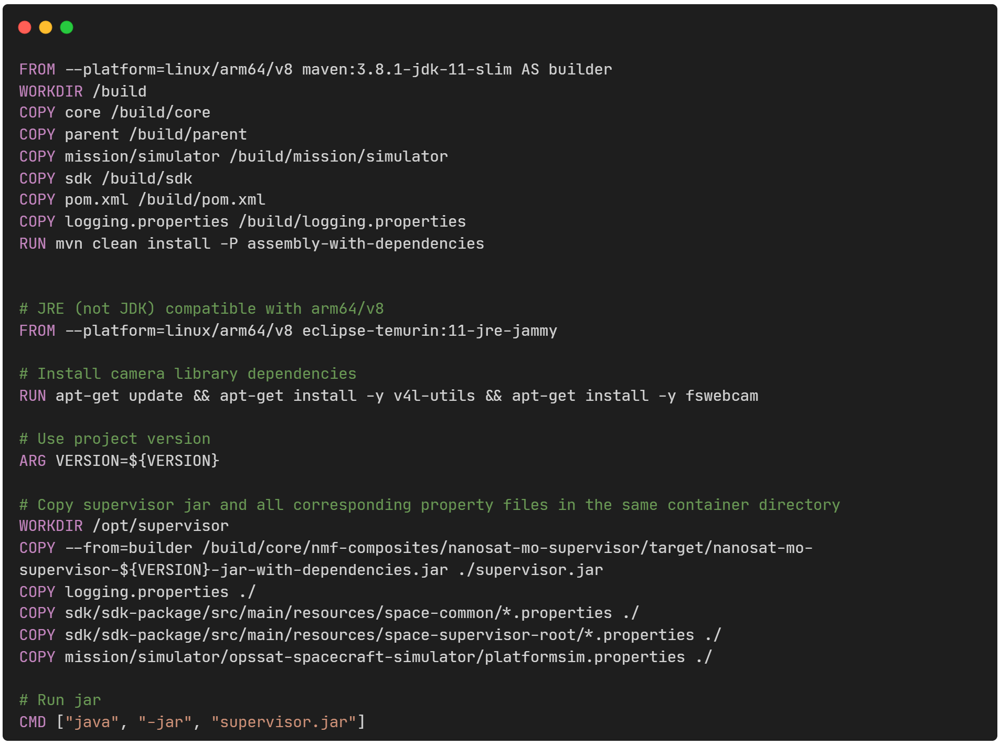 FROM --platform=linux/arm64/v8 maven:3.8.1-jdk-11-slim AS builder
WORKDIR /build
COPY core /build/core
COPY parent /build/parent
COPY mission/simulator /build/mission/simulator
COPY sdk /build/sdk
COPY pom.xml /build/pom.xml
COPY logging.properties /build/logging.properties
RUN mvn clean install -P assembly-with-dependencies
# JRE (not JDK) compatible with arm64/v8
FROM --platform=linux/arm64/v8 eclipse-temurin:11-jre-jammy
# Install camera library dependencies
RUN apt-get update && apt-get install -y v4l-utils && apt-get install -y fswebcam
# Use project version
ARG VERSION=${VERSION}
# Copy supervisor jar and all corresponding property files in the same container directory
WORKDIR /opt/supervisor
COPY --from=builder /build/core/nmf-composites/nanosat-mo-supervisor/target/nanosat-mo-
supervisor-${VERSION}-jar-with-dependencies.jar ./supervisor.jar
COPY logging.properties ./
COPY sdk/sdk-package/src/main/resources/space-common/*.properties ./
COPY sdk/sdk-package/src/main/resources/space-supervisor-root/*.properties ./
COPY mission/simulator/opssat-spacecraft-simulator/platformsim.properties ./
# Run jar
CMD ["java", "-jar", "supervisor.jar"]